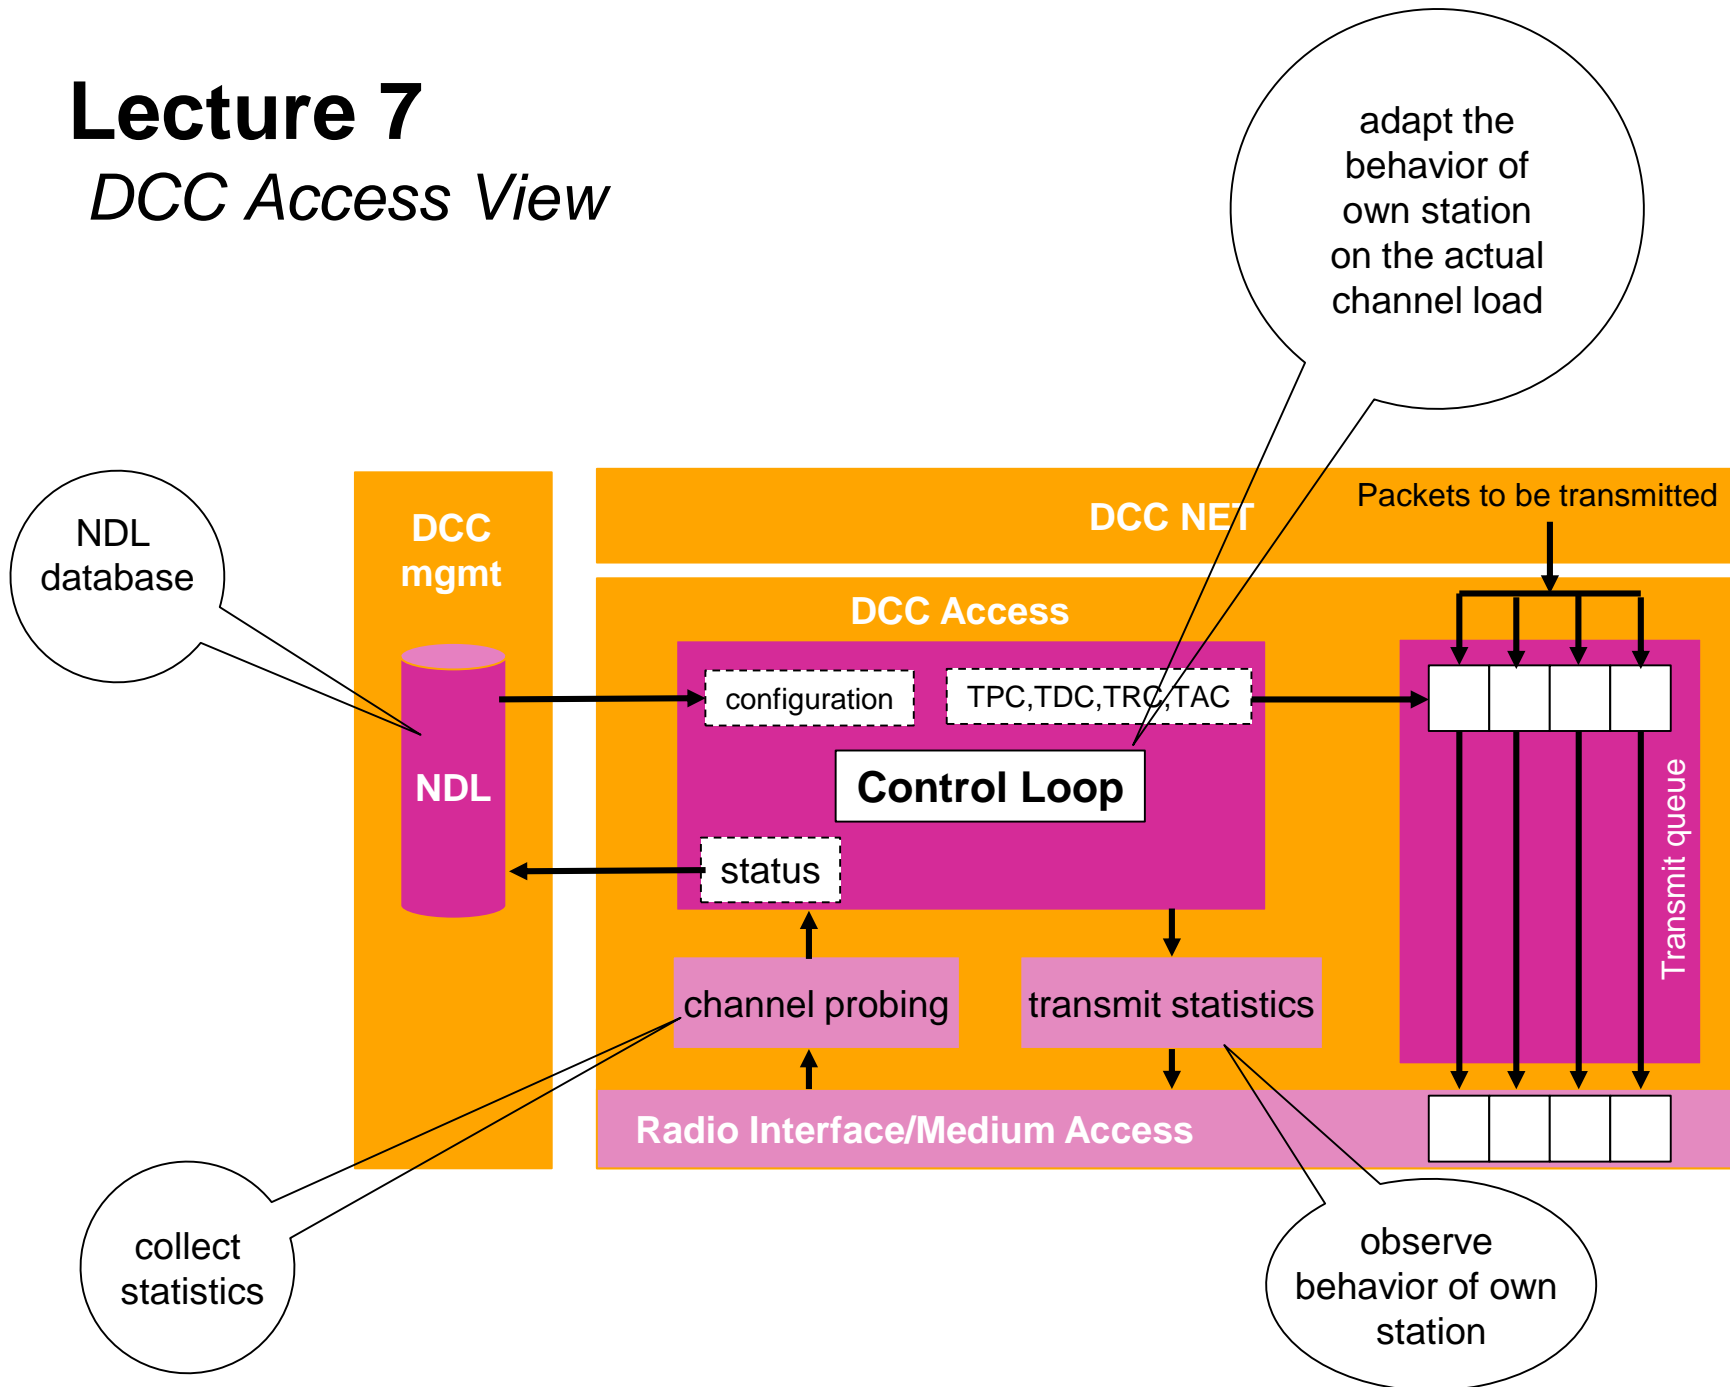 Lecture 7
DCC Access View
adapt the
behavior of
own station
on the actual
channel load
NDL
database
DCC
mgmt
DCC NET
Packets to be transmitted
DCC Access
configuration
TPC,TDC,TRC,TAC
Control Loop
NDL
status
Transmit queue
channel probing
transmit statistics
Radio Interface/Medium Access
collect
statistics
observe
behavior of own
station